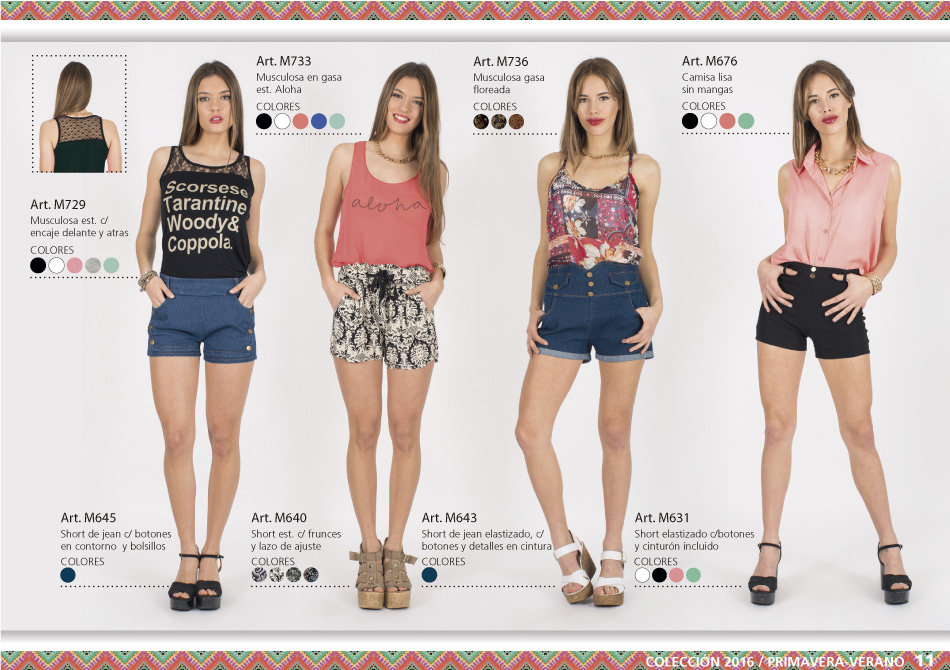 Art. M733
Musculosa en gasa
est. Aloha
COLORES
Art. M736
Musculosa gasa
floreada
COLORES
Art. M676
Camisa lisa
sin mangas
COLORES
Art. M729
Musculosa est. c/
encaje delante y atras
COLORES
Scorsese
Tarantine
Woody&
Coppola.
aloha
Art. M645
Short de jean c/ botones
en contorno y bolsillos
COLORES
Art. M640
Short est. c/ frunces
y lazo de ajuste
COLORES
Art. M643
Short de jean elastizado, c/
botones y detalles en cintura
COLORES
Art. M631
Short elastizado c/botones
y cinturón incluido
COLORES
COLECCIÓN 2016 / PRIMAVERA-VERANO 11